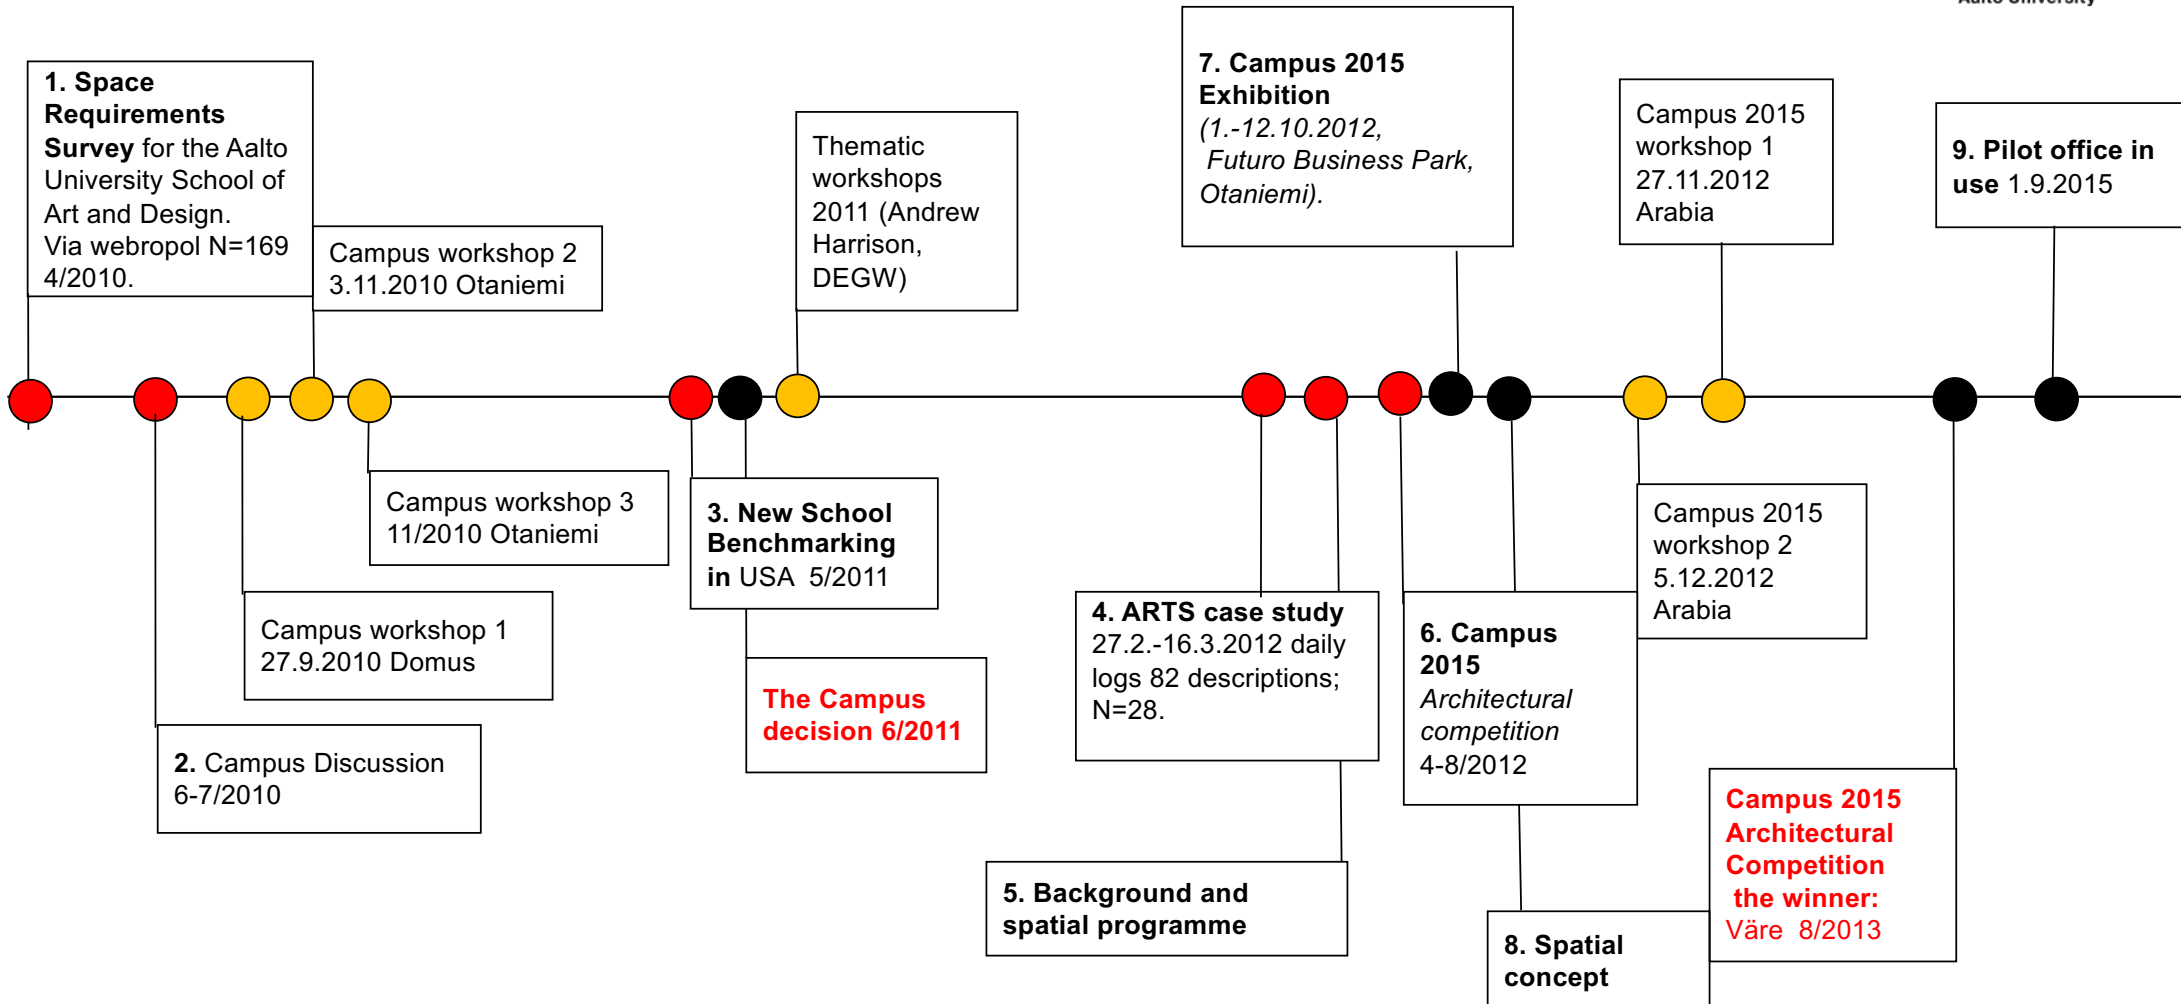 Aalto University
1. Space
Requirements
Survey for the Aalto
University School of
Art and Design.
Via webropol N=169
4/2010.
Campus workshop 2
3.11.2010 Otaniemi
Thematic
workshops
2011 (Andrew
Harrison,
DEGW)
7. Campus 2015
Exhibition
(1.-12.10.2012,
Futuro Business Park,
Otaniemi).
Campus 2015
workshop 1
27.11.2012
Arabia
9. Pilot office in
use 1.9.2015
Campus workshop 3
11/2010 Otaniemi
Campus workshop 1
27.9.2010 Domus
2. Campus Discussion
6-7/2010
3. New School
Benchmarking
in USA 5/2011
The Campus
decision 6/2011
4. ARTS case study
27.2.-16.3.2012 daily
logs 82 descriptions;
N=28.
5. Background and
spatial programme
6. Campus
2015
Architectural
competition
4-8/2012
Campus 2015
workshop 2
5.12.2012
Arabia
8. Spatial
concept
Campus 2015
Architectural
Competition
the winner:
Väre 8/2013